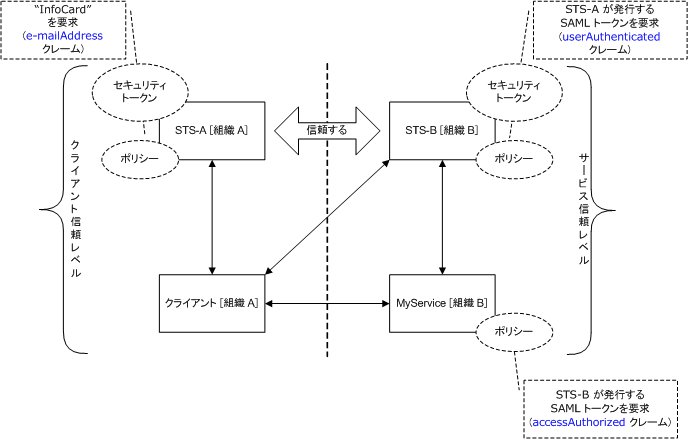 “InfoCard”
を要求
(e-mailAddress
クレーム)
STS-A が発行する
SAML トークンを要求
(userAuthenticated
クレーム)
セキュリティ
トークン
セキュリティ
トークン
STS-A [組織 A]
信頼する
STS-B [組織 B]
ポリシー
ポリシー
クライアント信頼レベル
サービス信頼レベル
クライアント [組織 A]
MyService [組織 B]
ポリシー
STS-B が発行する
SAML トークンを要求
(accessAuthorized クレーム)